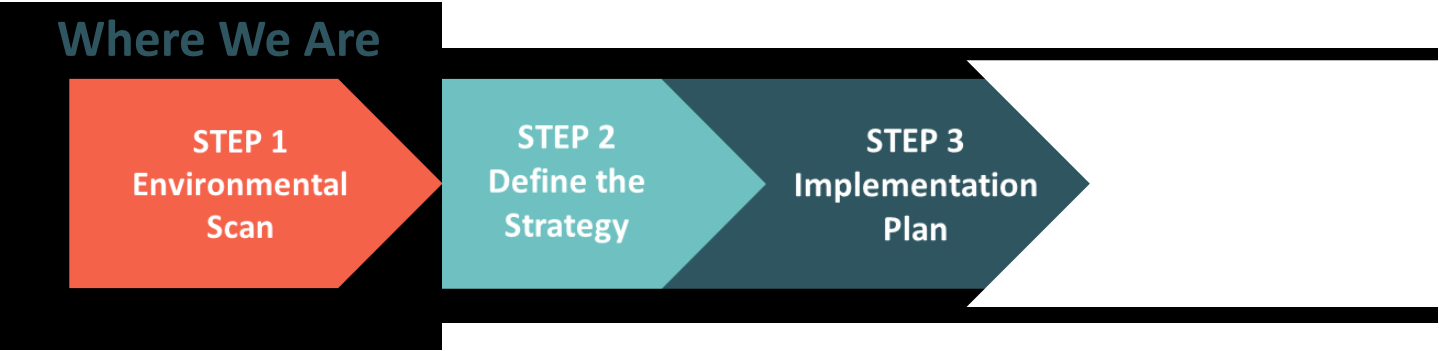 Where We Are
STEP 1
Environmental
Scan
STEP 2
Define the
Strategy
STEP 3
Implementation
Plan